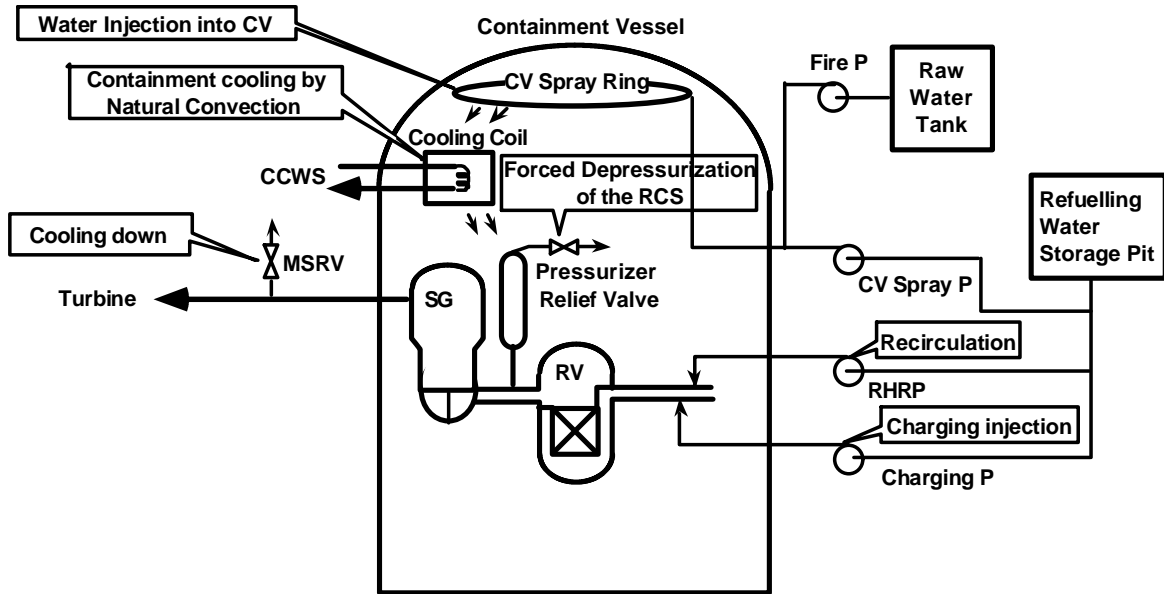 Water Injection into CV
Containment Vessel
Containment cooling by
Natural Convection
CV Spray Ring
Fire P
Raw
Water
Tank
Cooling Coil
CCWS
Forced Depressurization
of the RCS
Refuelling
Water
Storage Pit
Cooling down
MSRV
Pressurizer
Relief Valve
CV Spray P
Turbine
SG
Recirculation
RV
RHRP
Charging injection
Charging P